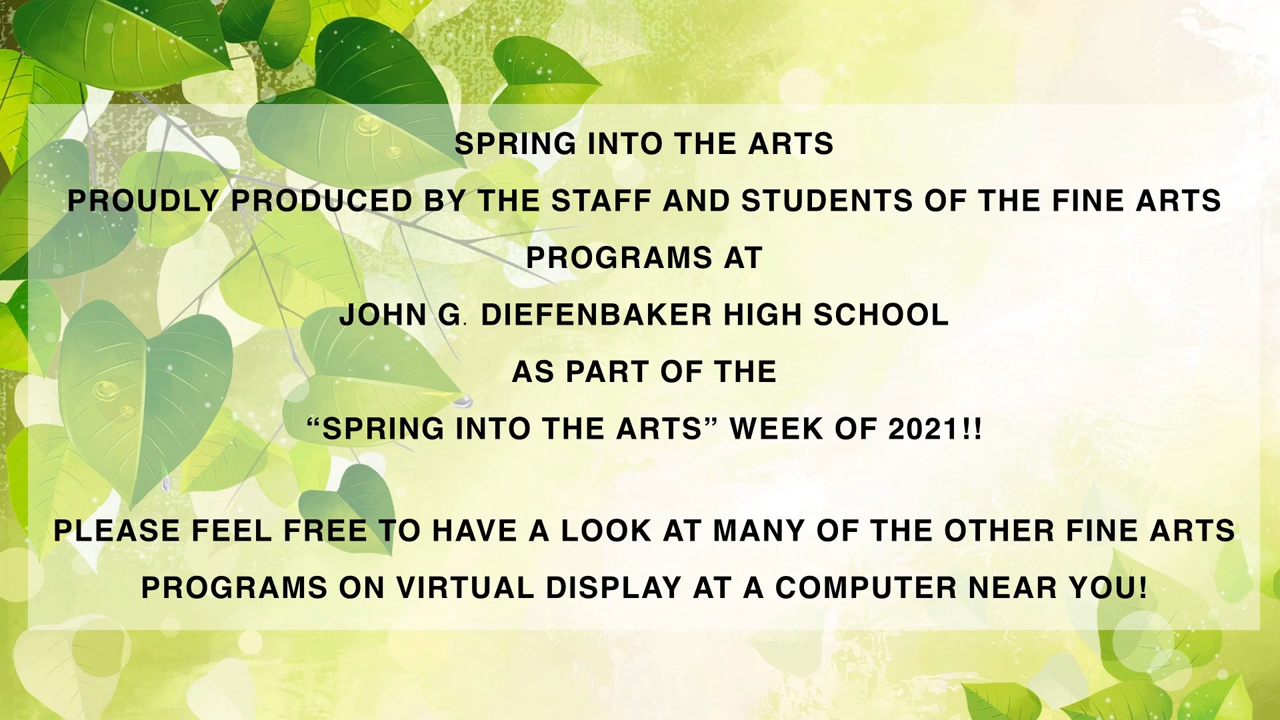 SPRING INTO THE ARTS
PROUDLY PRODUCED BY THE STAFF AND STUDENTS OF THE FINE ARTS
PROGRAMS AT
JOHN G. DIEFENBAKER HIGH SCHOOL
AS PART OF THE
“SPRING INTO THE ARTS” WEEK OF 2021!!
PLEASE FEEL FREE TO HAVE A LOOK AT MANY OF THE OTHER FINE ARTS
PROGRAMS ON VIRTUAL DISPLAY AT A COMPUTER NEAR YOU!